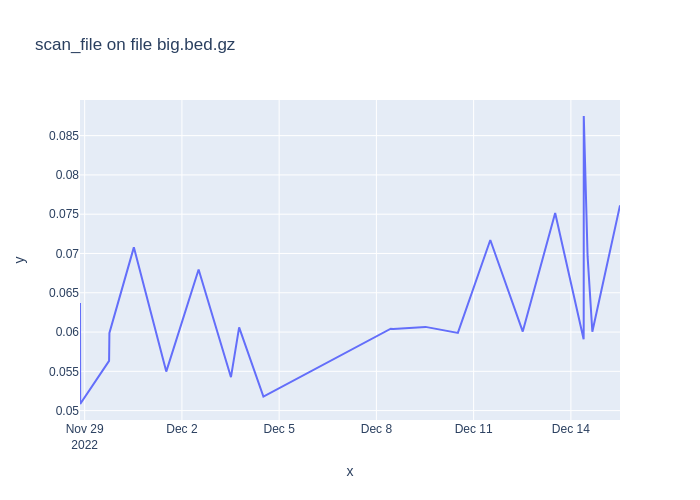 scan_file on file big.bed.gz
0.085
0.08
0.075
0.07
0.065
0.06
0.055
0.05
y
Nov 29
2022
Dec 2
Dec 5
Dec 8
Dec 11
Dec 14
x